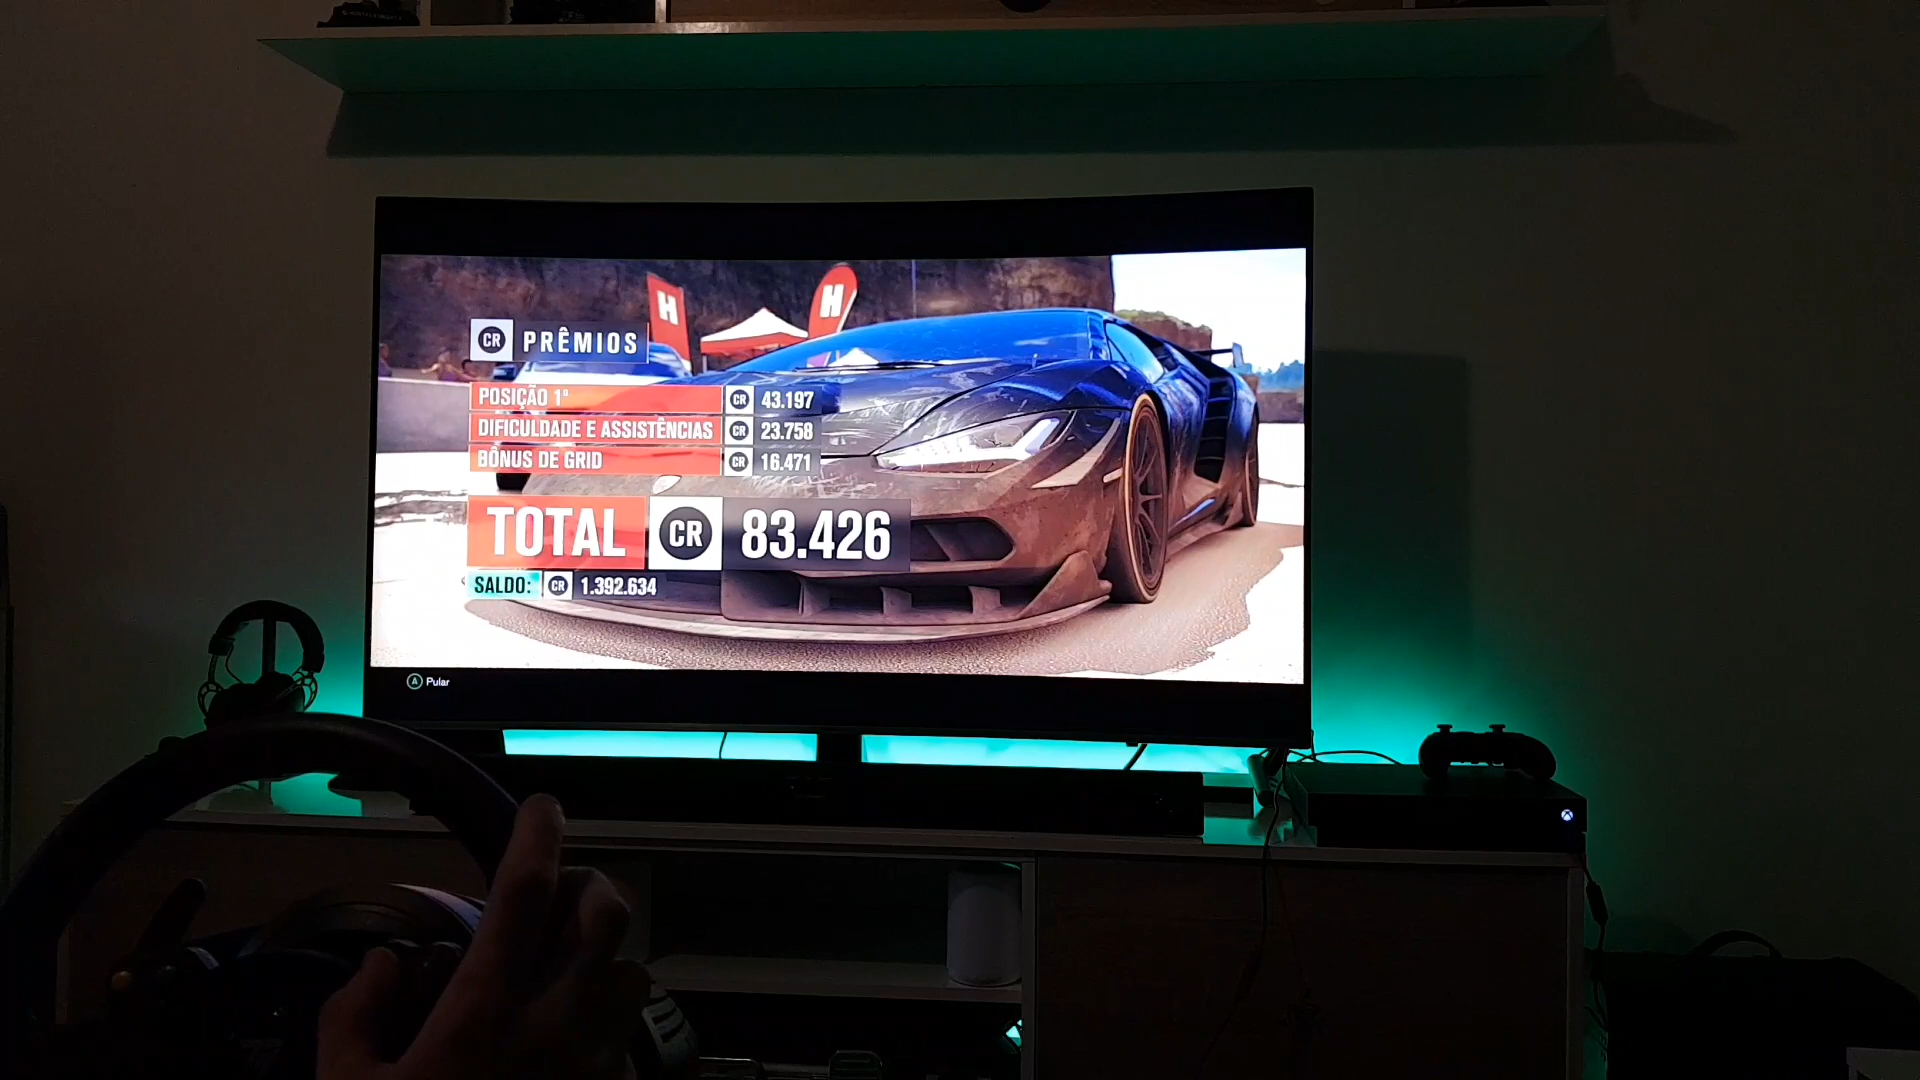 H H
CR PRÊMIOS
POSIÇÃO 1º CR 43.197
DIFICULDADE E ASSISTÊNCIAS CR 23.758
BÔNUS DE GRID CR 16.471
TOTAL CR 83.426
SALDO: CR 1.392.634
A Pular